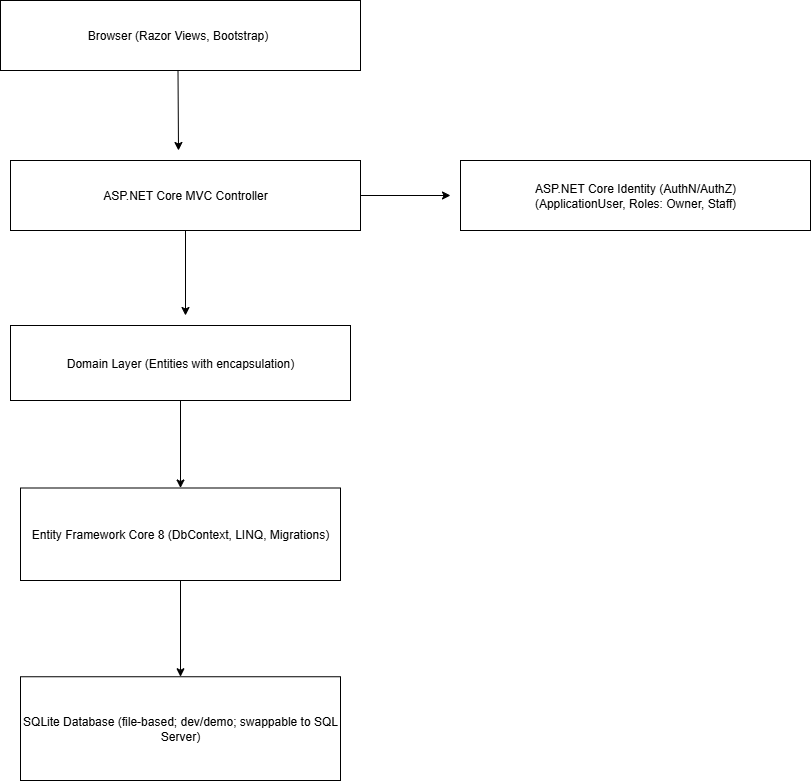 Browser (Razor Views, Bootstrap)
ASP.NET Core MVC Controller
ASP.NET Core Identity (AuthN/AuthZ)
(ApplicationUser, Roles: Owner, Staff)
Domain Layer (Entities with encapsulation)
Entity Framework Core 8 (DbContext, LINQ, Migrations)
SQLite Database (file-based; dev/demo; swappable to SQL
Server)